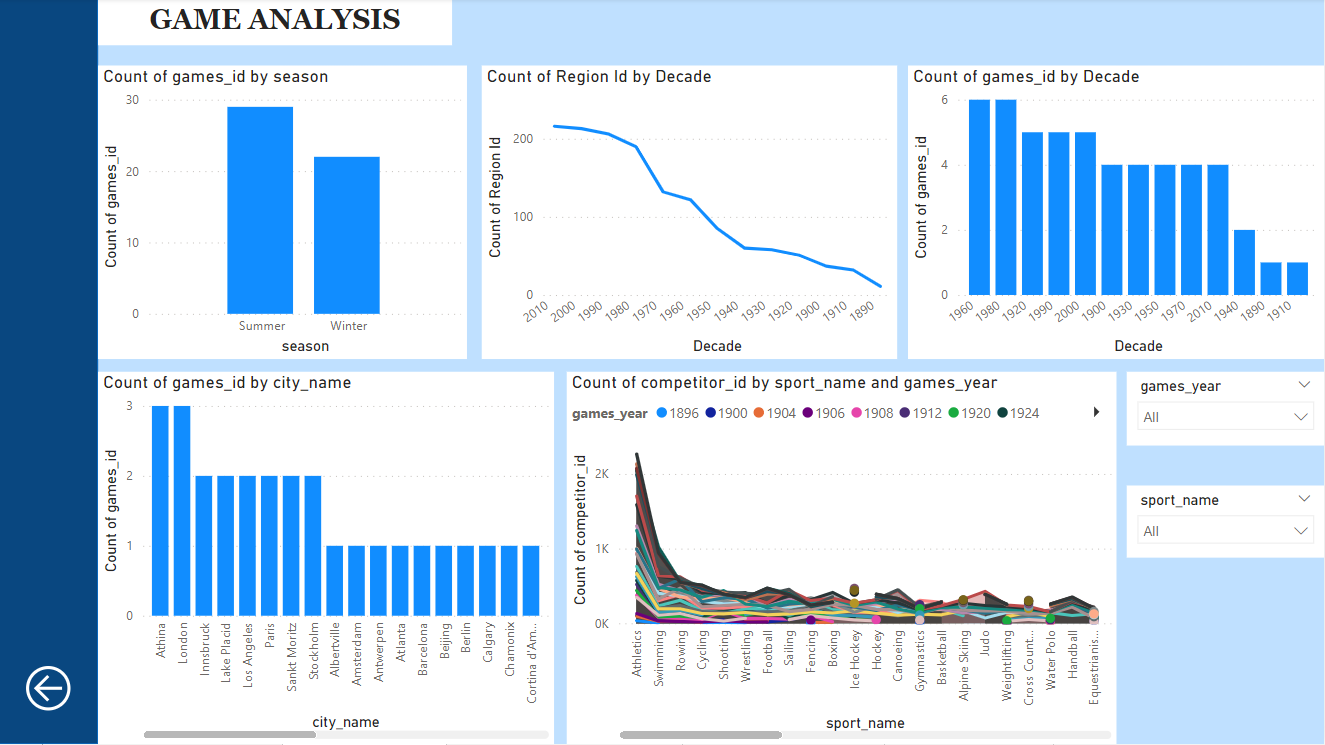 GAME ANALYSIS
Count of games_id by season
Count of games_id
30
20
10
0
Summer Winter
season
Count of Region Id by Decade
Count of Region Id
200
100
0
2010 2000 1990 1980 1970 1960 1950 1940 1930 1920 1900 1910 1890
Decade
Count of games_id by Decade
Count of games_id
6
4
2
0
1960 1980 1920 1990 2000 1900 1930 1950 1970 2010 1940 1890 1910
Decade
Count of games_id by city_name
Count of games_id
3
2
1
0
Athina London Innsbruck Lake Placid Los Angeles Paris Sankt Moritz Stockholm Albertville Amsterdam Antwerpen Atlanta Barcelona Beijing Berlin Calgary Chamonix Cortina d'Am...
city_name
Count of competitor_id by sport_name and games_year
games_year 1896 1900 1904 1906 1908 1912 1920 1924
Count of competitor_id
2K
1K
0K
Athletics Swimming Rowing Cycling Shooting Wrestling Football Sailing Fencing Boxing Ice Hockey Hockey Canoeing Gymnastics Basketball Alpine Skiing Judo Weightlifting Cross Count... Water Polo Handball Equestrianis...
sport_name
games_year
All
sport_name
All